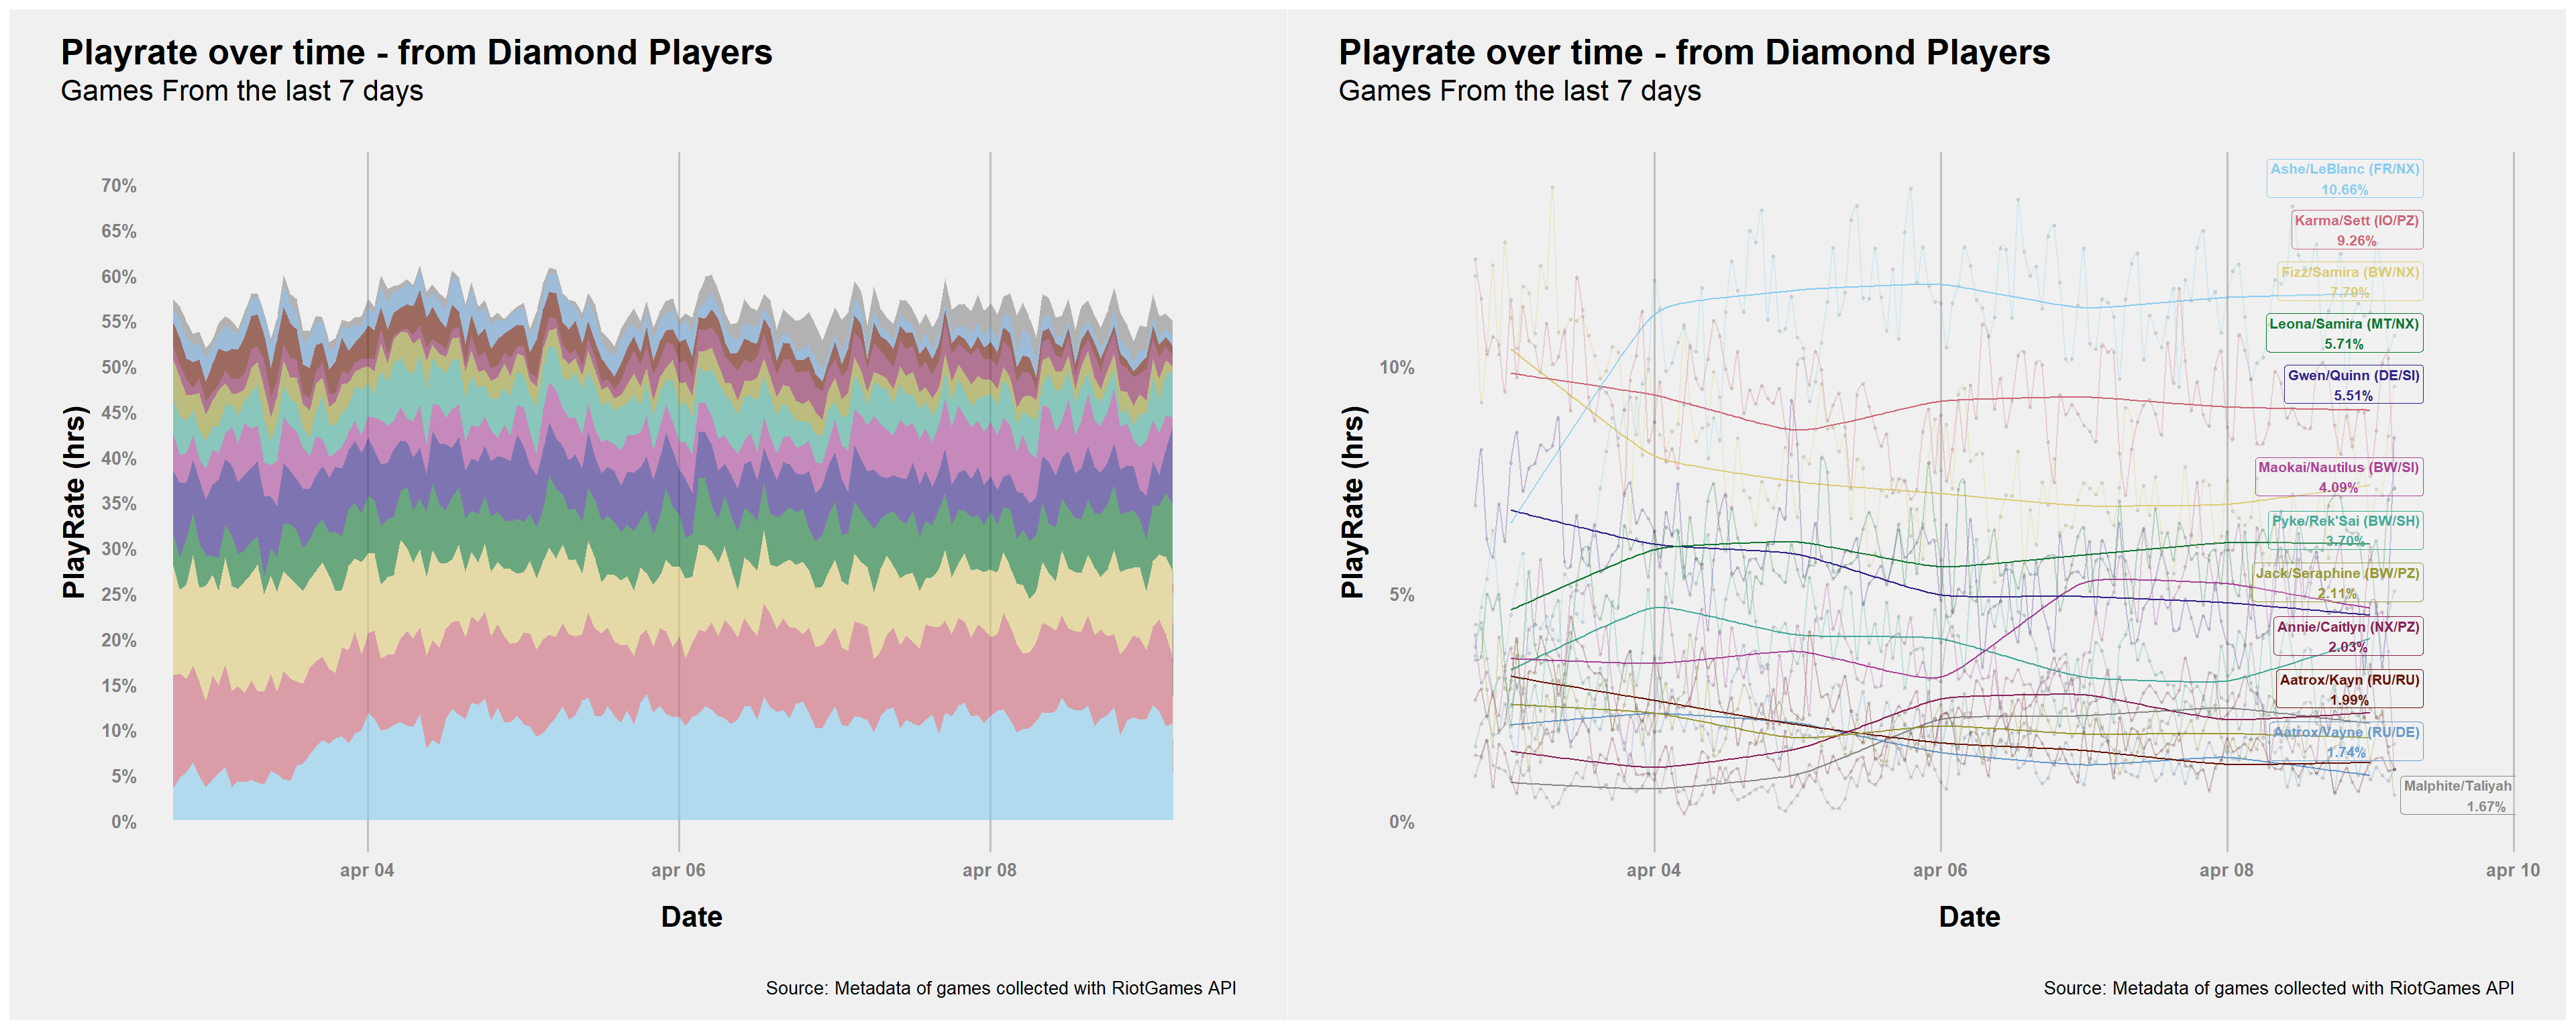 Playrate over time - from Diamond Players
Games From the last 7 days
70%
65%
60%
55%
50%
45%
40%
35%
30%
25%
20%
15%
10%
5%
0%
PlayRate (hrs)
apr 04
apr 06
apr 08
Date
Source: Metadata of games collected with RiotGames API
Playrate over time - from Diamond Players
Games From the last 7 days
10%
5%
0%
PlayRate (hrs)
Ashe/LeBlanc (FR/NX)
10.66%
Karma/Sett (IO/PZ)
9.26%
Fizz/Samira (BW/NX)
7.79%
Leona/Samira (MT/NX)
5.71%
Gwen/Quinn (DE/SI)
5.51%
Maokai/Nautilus (BW/SI)
4.09%
Pyke/Rek'Sai (BW/SH)
3.70%
Jack/Seraphine (BW/PZ)
2.11%
Annie/Caitlyn (NX/PZ)
2.03%
Aatrox/Kayn (RU/RU)
1.99%
Aatrox/Vayne (RU/DE)
1.74%
Malphite/Taliyah
1.67%
apr 04
apr 06
apr 08
apr 10
Date
Source: Metadata of games collected with RiotGames API